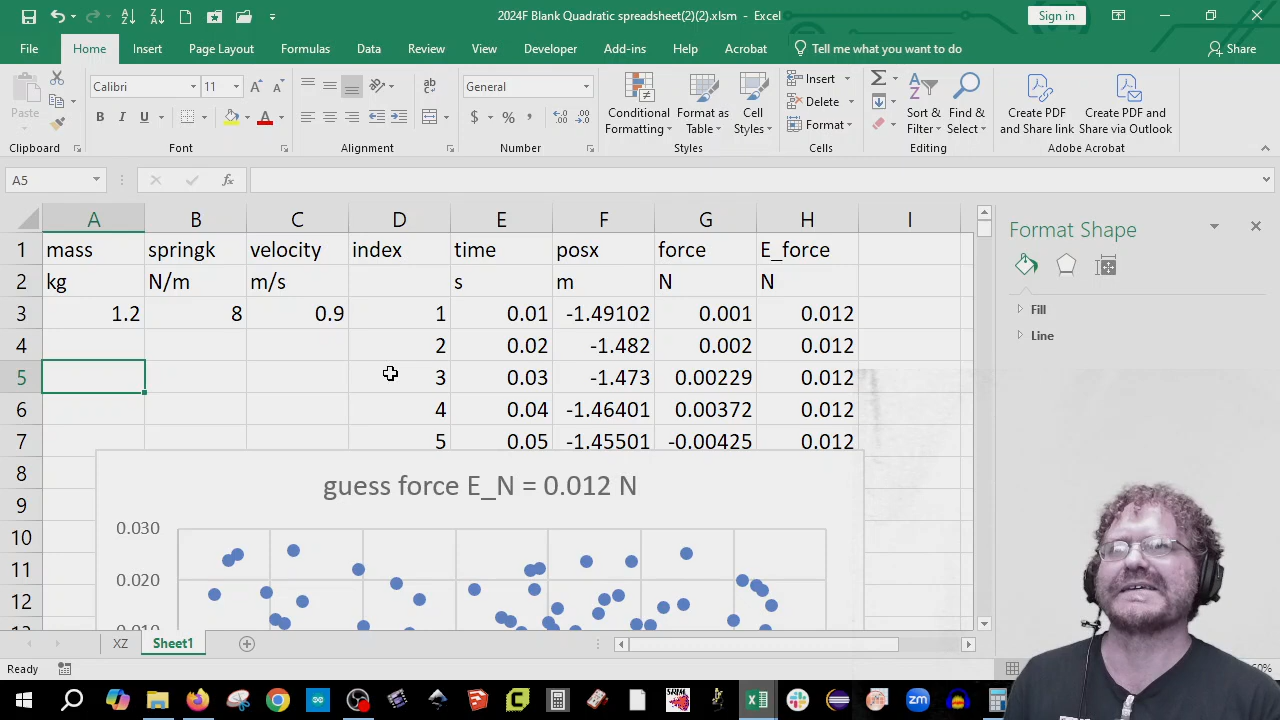 2024F Blank Quadratic spreadsheet(2)(2).xlsm - Excel
Sign in
File Home Insert Page Layout Formulas Data Review View Developer Add-ins Help Acrobat Tell me what you want to do Share
Paste
Calibri 11
B I U
General
$ % ,
Conditional Formatting
Format as Table
Cell Styles
Insert
Delete
Format
Sort & Filter
Find & Select
Create PDF and Share link
Create PDF and Share via Outlook
Clipboard Font Alignment Number Styles Cells Editing Adobe Acrobat
A5 fx
A B C D E F G H I
1 mass springk velocity index time posx force E_force
2 kg N/m m/s s m N N
3 1.2 8 0.9 1 0.01 -1.49102 0.001 0.012
4 2 0.02 -1.482 0.002 0.012
5 3 0.03 -1.473 0.00229 0.012
6 4 0.04 -1.46401 0.00372 0.012
7 5 0.05 -1.45501 -0.00425 0.012
8
9
10
11
12
guess force E_N = 0.012 N
0.030
0.020
Format Shape
Fill
Line
XZ Sheet1
Ready